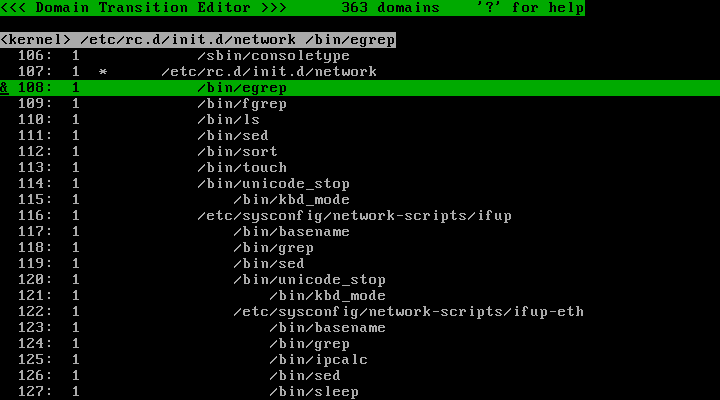 <<< Domain Transition Editor >>>      363 domains    '?' for help
<kernel> /etc/rc.d/init.d/network /bin/egrep
  106:  1             /sbin/consoletype
  107:  1  *      /etc/rc.d/init.d/network
& 108:  1             /bin/egrep
  109:  1             /bin/fgrep
  110:  1             /bin/ls
  111:  1             /bin/sed
  112:  1             /bin/sort
  113:  1             /bin/touch
  114:  1             /bin/unicode_stop
  115:  1                 /bin/kbd_mode
  116:  1             /etc/sysconfig/network-scripts/ifup
  117:  1                 /bin/basename
  118:  1                 /bin/grep
  119:  1                 /bin/sed
  120:  1                 /bin/unicode_stop
  121:  1                     /bin/kbd_mode
  122:  1                 /etc/sysconfig/network-scripts/ifup-eth
  123:  1                     /bin/basename
  124:  1                     /bin/grep
  125:  1                     /bin/ipcalc
  126:  1                     /bin/sed
  127:  1                     /bin/sleep